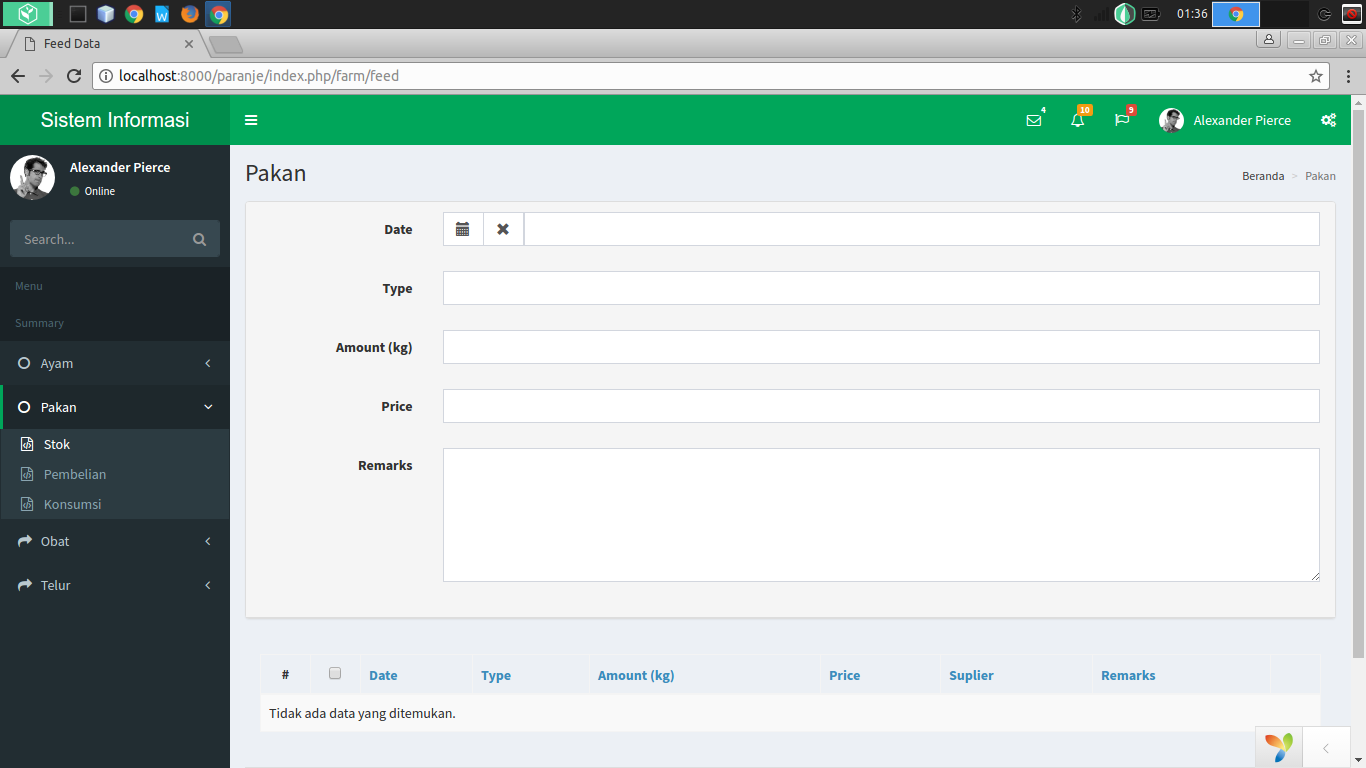 01:36
Feed Data
localhost:8000/paranje/index.php/farm/feed
Sistem Informasi
4
10
9
Alexander Pierce
Alexander Pierce
Online
Search...
Menu
Summary
Ayam
Pakan
Stok
Pembelian
Konsumsi
Obat
Telur
Pakan
Beranda > Pakan
Date
Type
Amount (kg)
Price
Remarks
# Date Type Amount (kg) Price Suplier Remarks
Tidak ada data yang ditemukan.